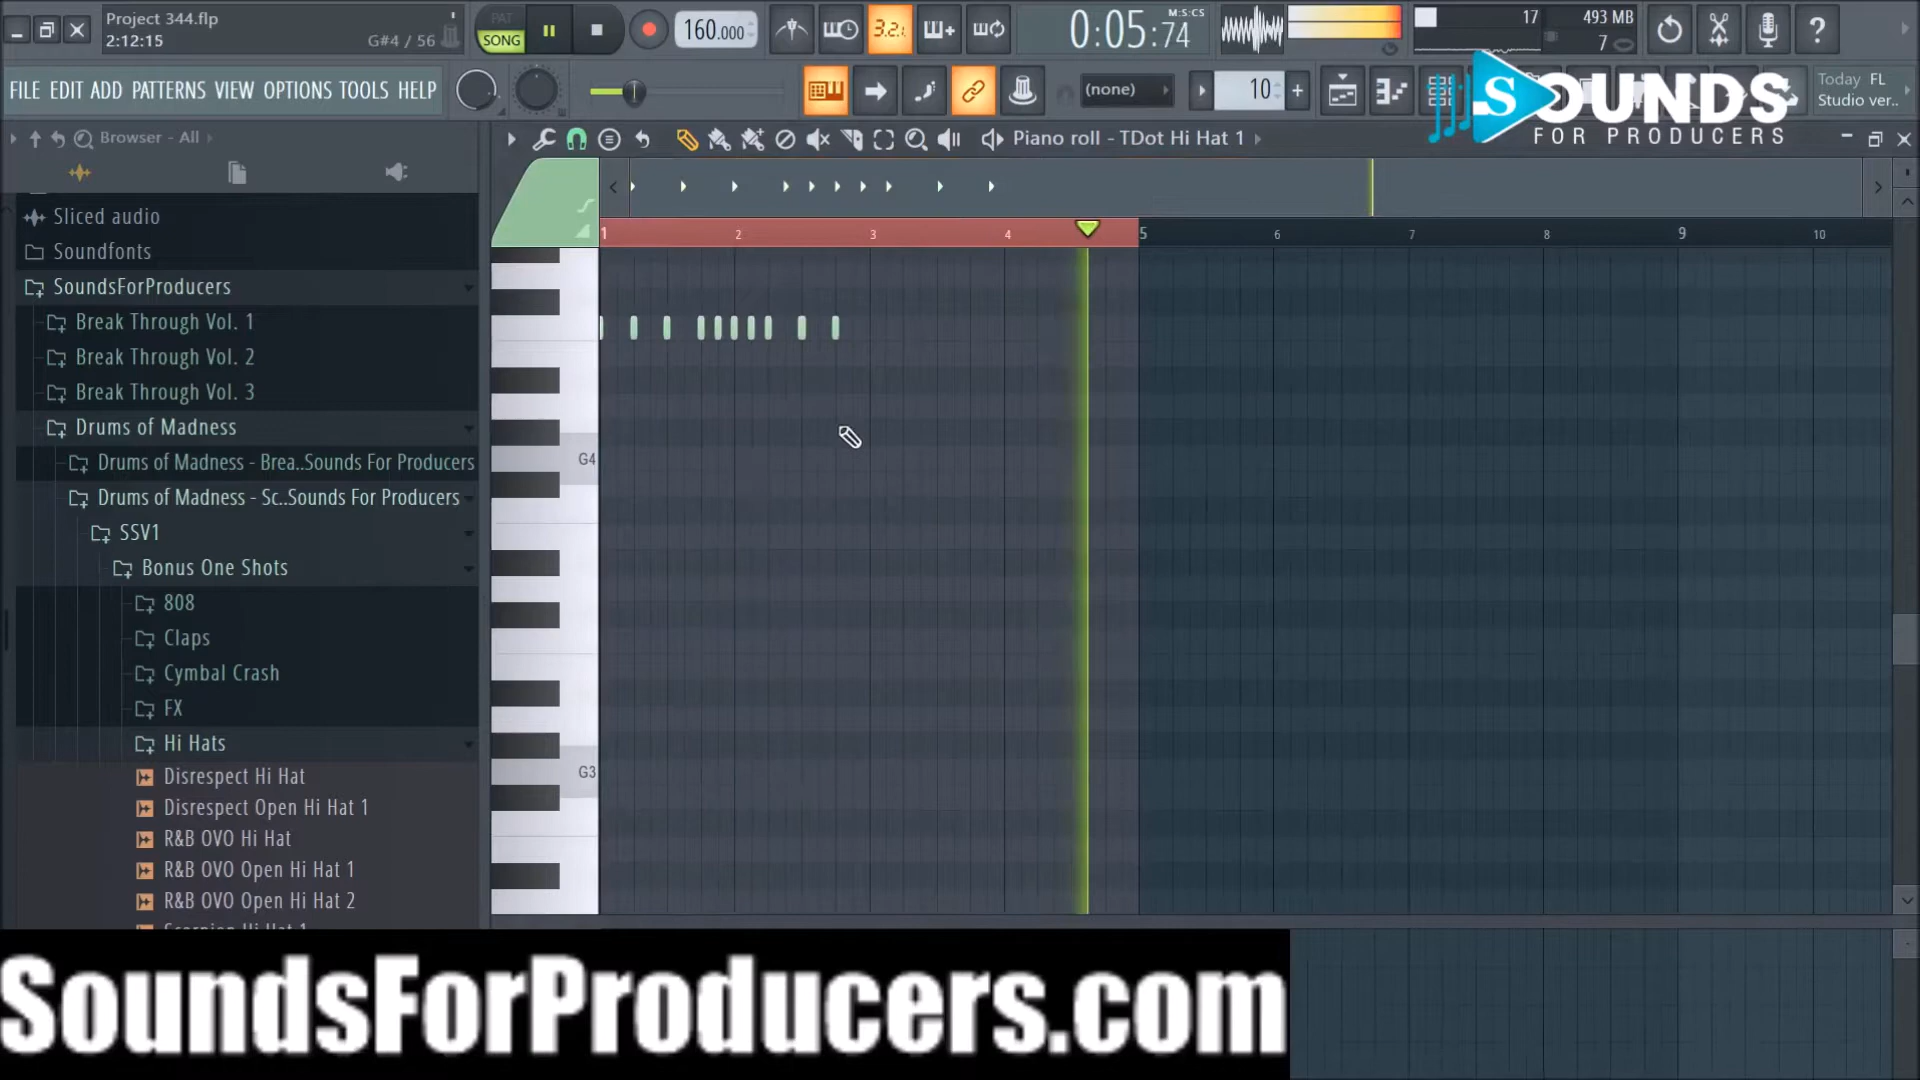 Project 344.flp
2:12:15
G#4 / 56
PAT
SONG
160.000
3.2.
0:05:74
M:S:CS
17
493 MB
7
FILE EDIT ADD PATTERNS VIEW OPTIONS TOOLS HELP
(none)
10
Today FL
Studio ver..
SOUNDS
FOR PRODUCERS
Browser - All
Piano roll - TDot Hi Hat 1
1 2 3 4 5 6 7 8 9 10
Sliced audio
Soundfonts
SoundsForProducers
Break Through Vol. 1
Break Through Vol. 2
Break Through Vol. 3
Drums of Madness
Drums of Madness - Brea..Sounds For Producers
Drums of Madness - Sc..Sounds For Producers
SSV1
Bonus One Shots
808
Claps
Cymbal Crash
FX
Hi Hats
Disrespect Hi Hat
Disrespect Open Hi Hat 1
R&B OVO Hi Hat
R&B OVO Open Hi Hat 1
R&B OVO Open Hi Hat 2
G4
G3
SoundsForProducers.com